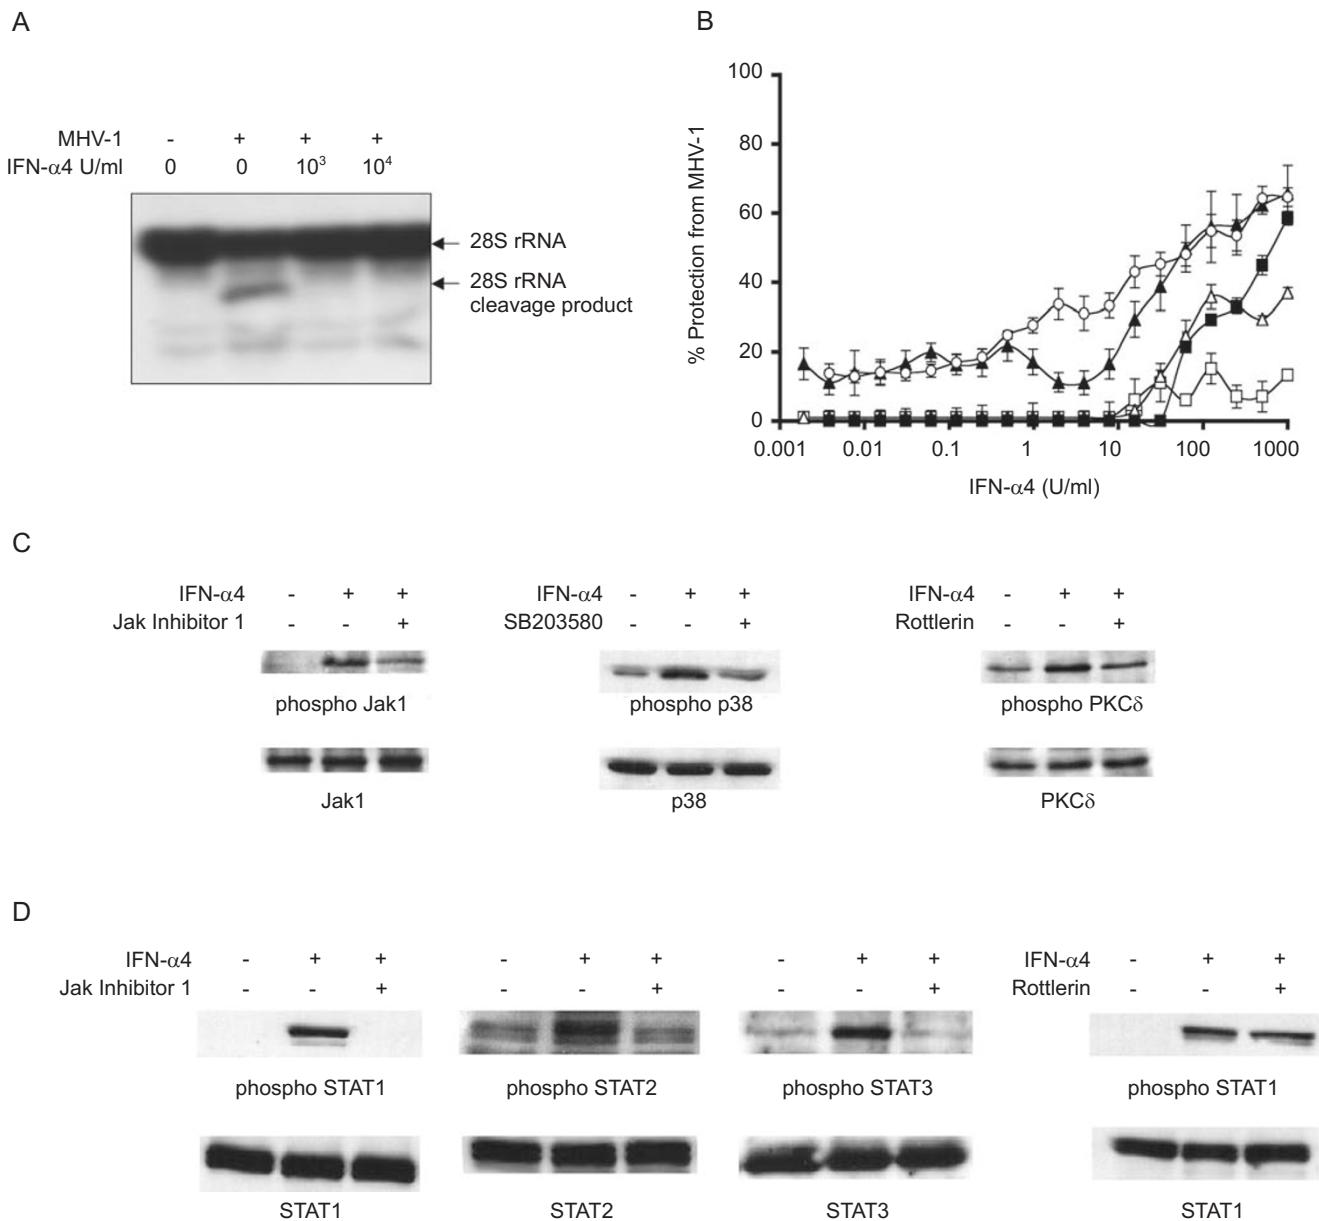 A
MHV-1 - + + +
IFN-α4 U/ml 0 0 10³ 10⁴
28S rRNA
28S rRNA
cleavage product
B
% Protection from MHV-1
100
80
60
40
20
0
0.001 0.01 0.1 1 10 100 1000
IFN-α4 (U/ml)
C
IFN-α4 - + +
Jak Inhibitor 1 - - +
phospho Jak1
Jak1
IFN-α4 - + +
SB203580 - - +
phospho p38
p38
IFN-α4 - + +
Rottlerin - - +
phospho PKCδ
PKCδ
D
IFN-α4 - + + - + + - + +
Jak Inhibitor 1 - - + - - + - - +
phospho STAT1 phospho STAT2 phospho STAT3
STAT1 STAT2 STAT3
IFN-α4 - + +
Rottlerin - - +
phospho STAT1
STAT1